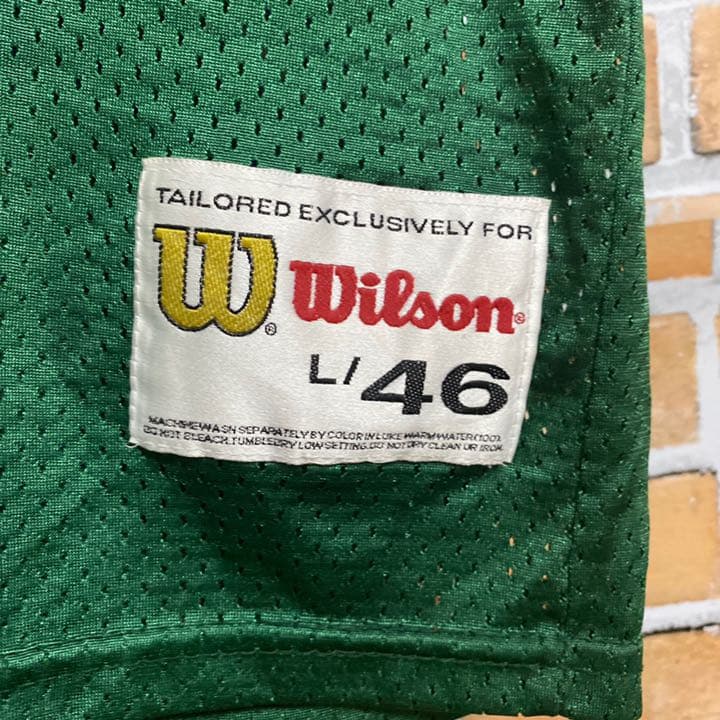 TAILORED EXCLUSIVELY FOR
W® Wilson®
L/46
MACHINE WASH SEPARATELY BY COLOR IN LUKE WARM WATER (100).
DO NOT BLEACH. TUMBLE DRY LOW SETTING. DO NOT DRY CLEAN OR IRON.